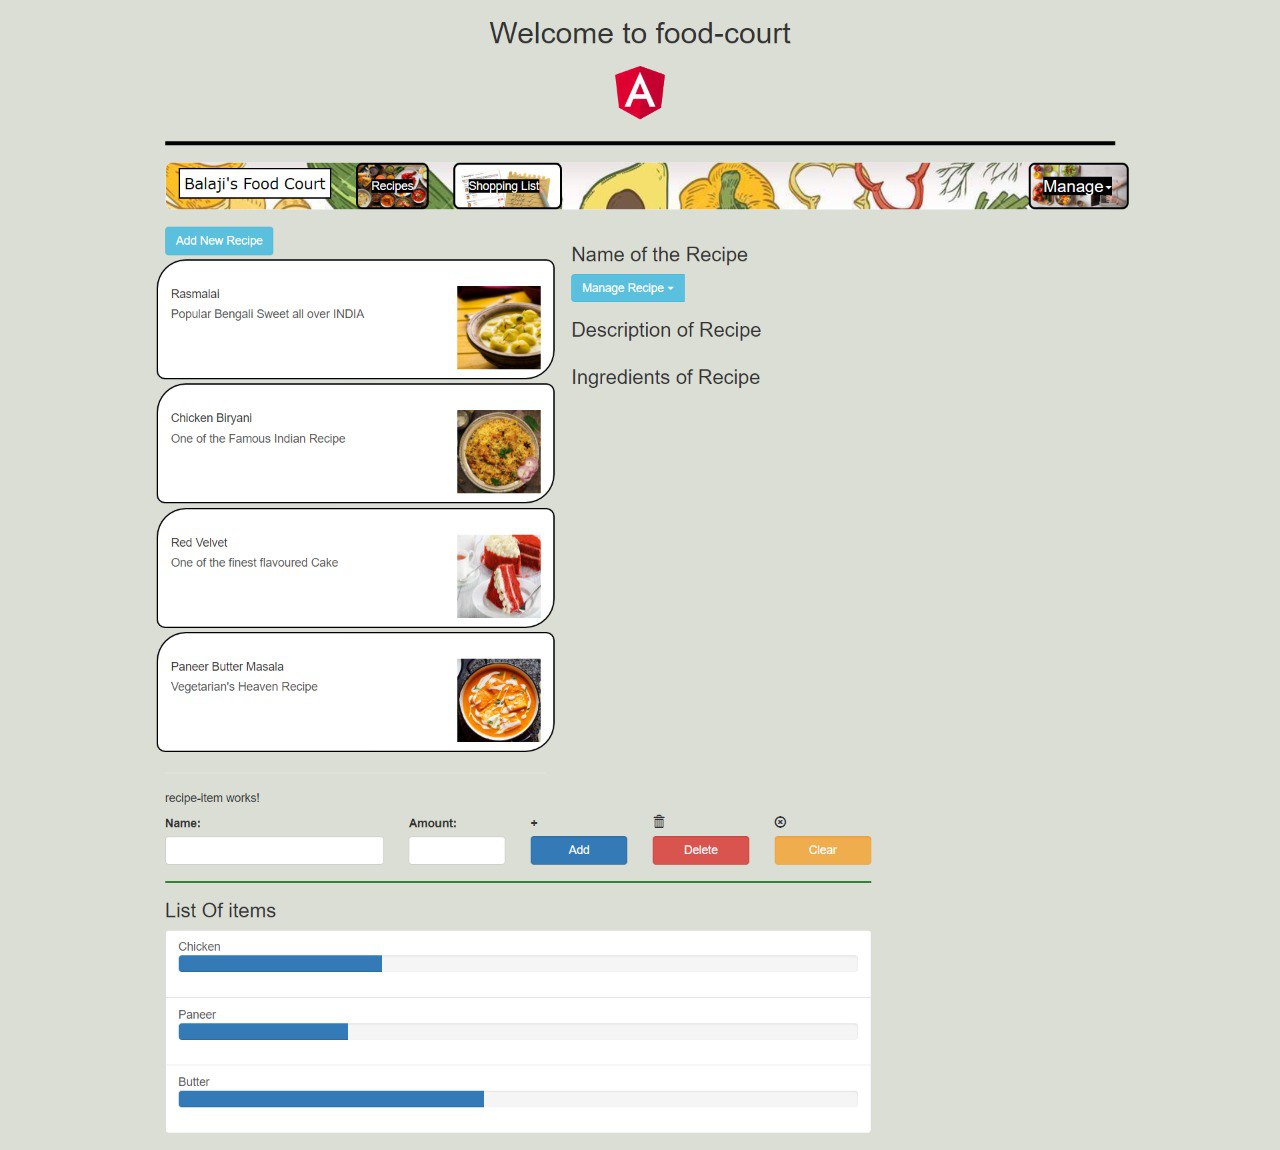 Welcome to food-court
A
Balaji's Food Court
Recipes
Shopping List
Manage
Add New Recipe
Rasmalai
Popular Bengali Sweet all over INDIA
Chicken Biryani
One of the Famous Indian Recipe
Red Velvet
One of the finest flavoured Cake
Paneer Butter Masala
Vegetarian's Heaven Recipe
Name of the Recipe
Manage Recipe
Description of Recipe
Ingredients of Recipe
recipe-item works!
Name:
Amount:
+
Add
Delete
Clear
List Of items
Chicken
Paneer
Butter